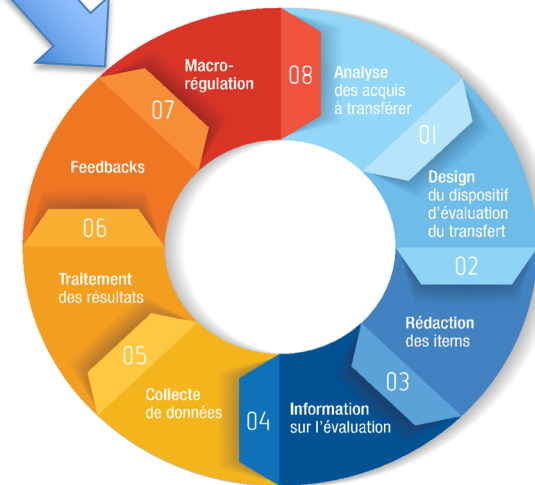 Analyse
des acquis
à transférer
01
Design
du dispositif
d'évaluation
du transfert
02
Rédaction
des items
03
Information
sur l'évaluation
04
Collecte
de données
05
Traitement
des résultats
06
Feedbacks
07
Macro-
régulation
08